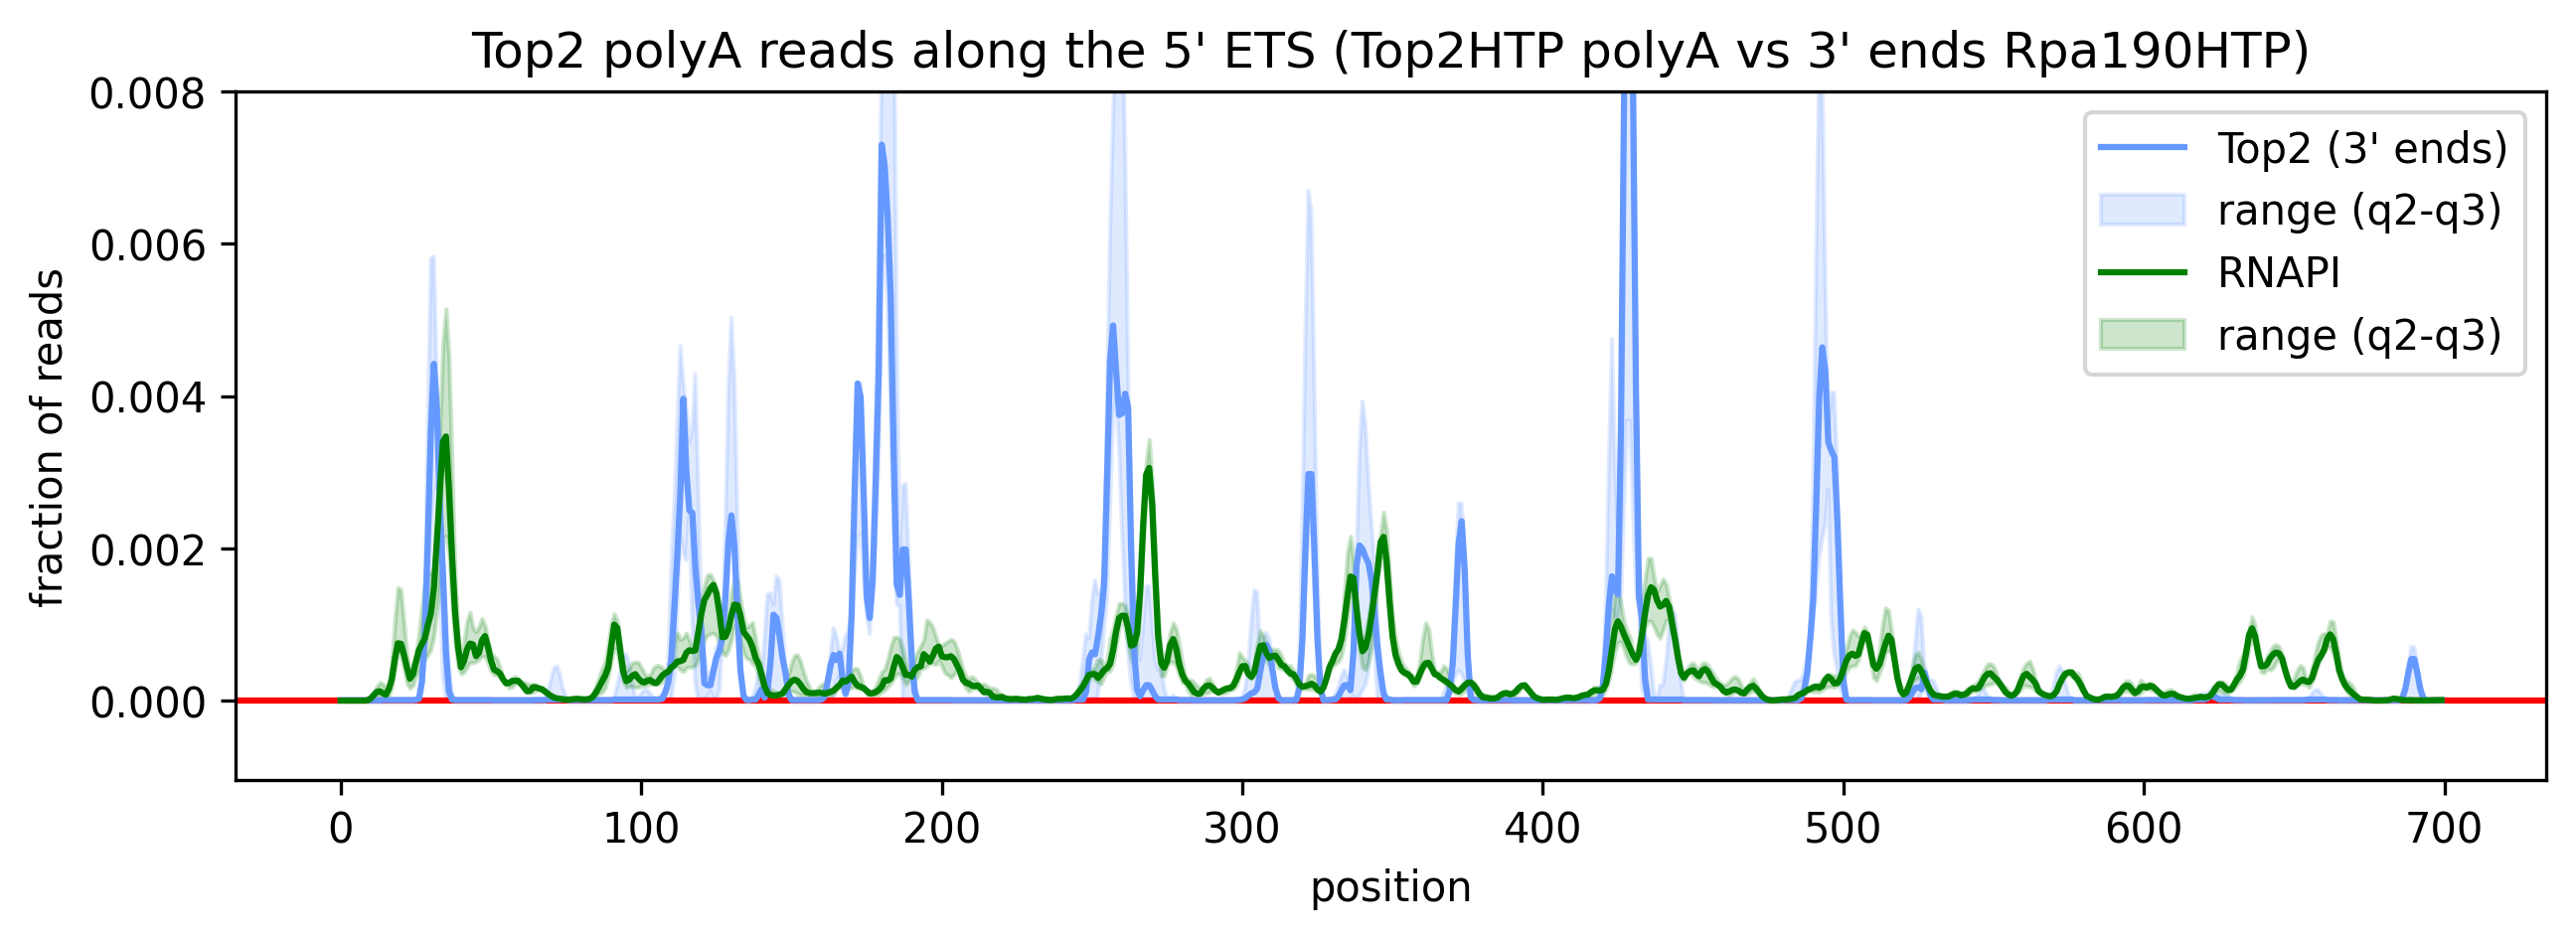 Top2 polyA reads along the 5' ETS (Top2HTP polyA vs 3' ends Rpa190HTP)
0.008
0.006
0.004
0.002
0.000
fraction of reads
Top2 (3' ends)
range (q2-q3)
RNAPI
range (q2-q3)
0 100 200 300 400 500 600 700
position